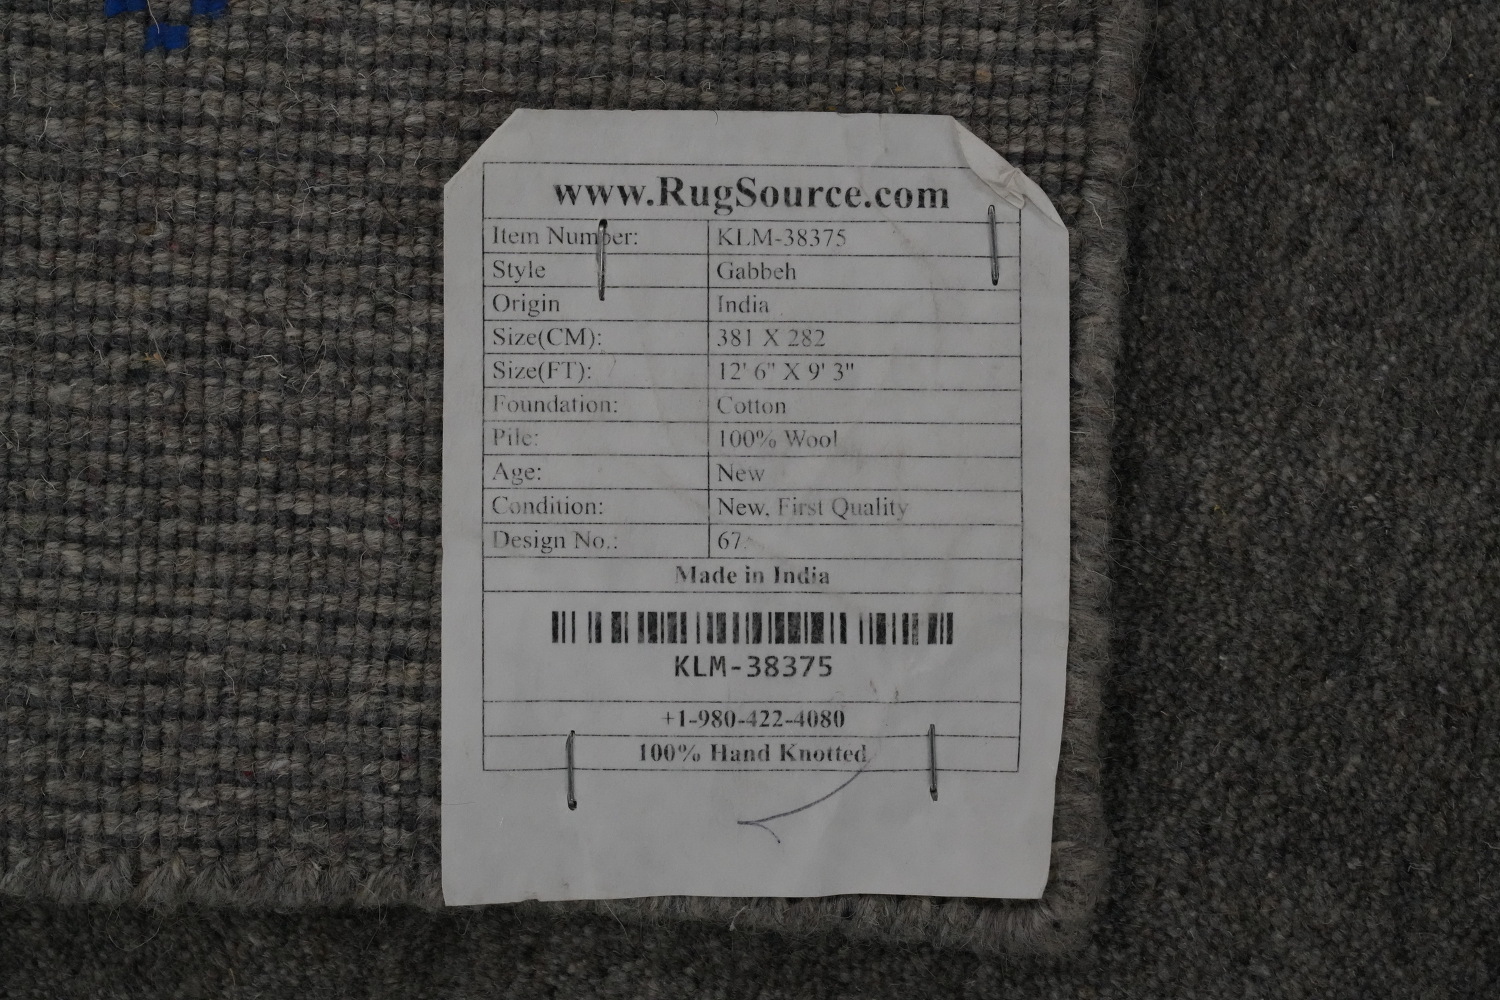 www.RugSource.com
Item Number: KLM-38375
Style Gabbeh
Origin India
Size(CM): 381 X 282
Size(FT): 12' 6" X 9' 3"
Foundation: Cotton
Pile: 100% Wool
Age: New
Condition: New, First Quality
Design No.: 67
Made in India
KLM-38375
+1-980-422-4080
100% Hand Knotted